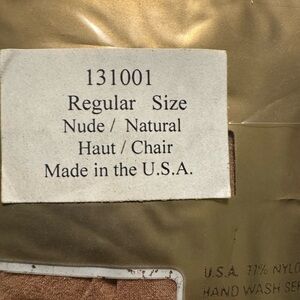 131001
Regular Size
Nude / Natural
Haut / Chair
Made in the U.S.A.
U.S.A. 77% NYLO
HAND WASH SE